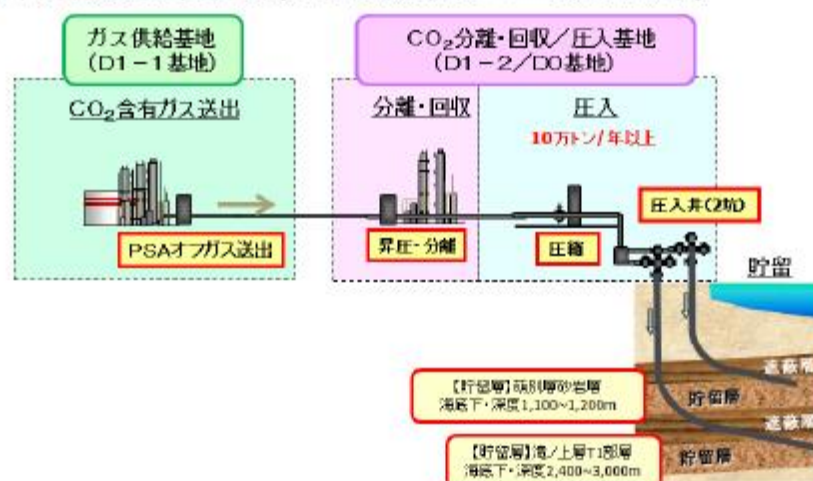 ガス供給基地
(D1-1基地)
CO₂分離・回収/圧入基地
(D1-2/D0基地)
CO₂含有ガス送出
分離・回収
圧入
10万トン/年以上
圧入井(2坑)
PSAオフガス送出
昇圧・分離
圧縮
貯留
遮蔽層
貯留層
遮蔽層
貯留層
【貯留層】萌別層砂岩層
海底下・深度1,100~1,200m
【貯留層】滝ノ上層T1部層
海底下・深度2,400~3,000m